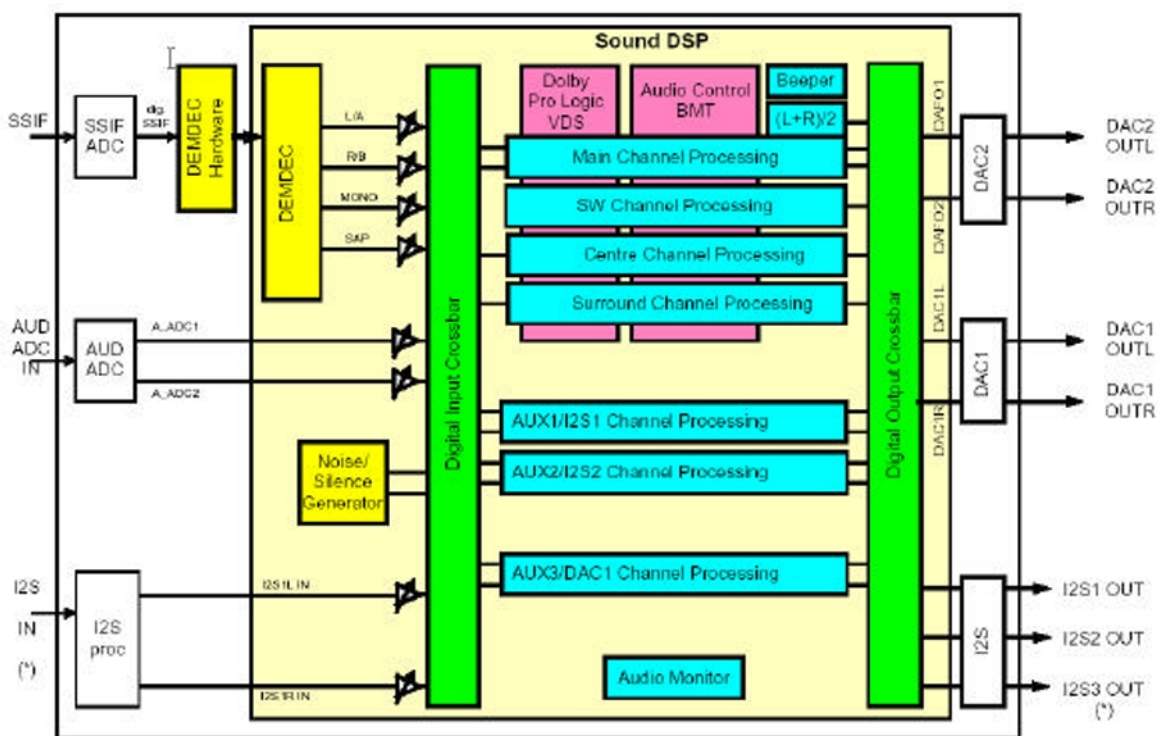 Sound DSP
SSIF
SSIF
ADC
dig.
SSIF
DEMDEC
Hardware
DEMDEC
L/A
R/B
MONO
SAP
AUD
ADC
IN
AUD
ADC
A_ADC1
A_ADC2
Noise/
Silence
Generator
I2S
IN
(*)
I2S
proc
I2S1L IN
I2S1R IN
Digital Input Crossbar
Dolby
Pro Logic
VDS
Audio Control
BMT
Beeper
(L+R)/2
Main Channel Processing
SW Channel Processing
Centre Channel Processing
Surround Channel Processing
AUX1/I2S1 Channel Processing
AUX2/I2S2 Channel Processing
AUX3/DAC1 Channel Processing
Audio Monitor
Digital Output Crossbar
DAFO1
DAFO2
DAC1L
DAC1R
DAC2
DAC1
I2S
DAC2
OUTL
DAC2
OUTR
DAC1
OUTL
DAC1
OUTR
I2S1 OUT
I2S2 OUT
I2S3 OUT
(*)